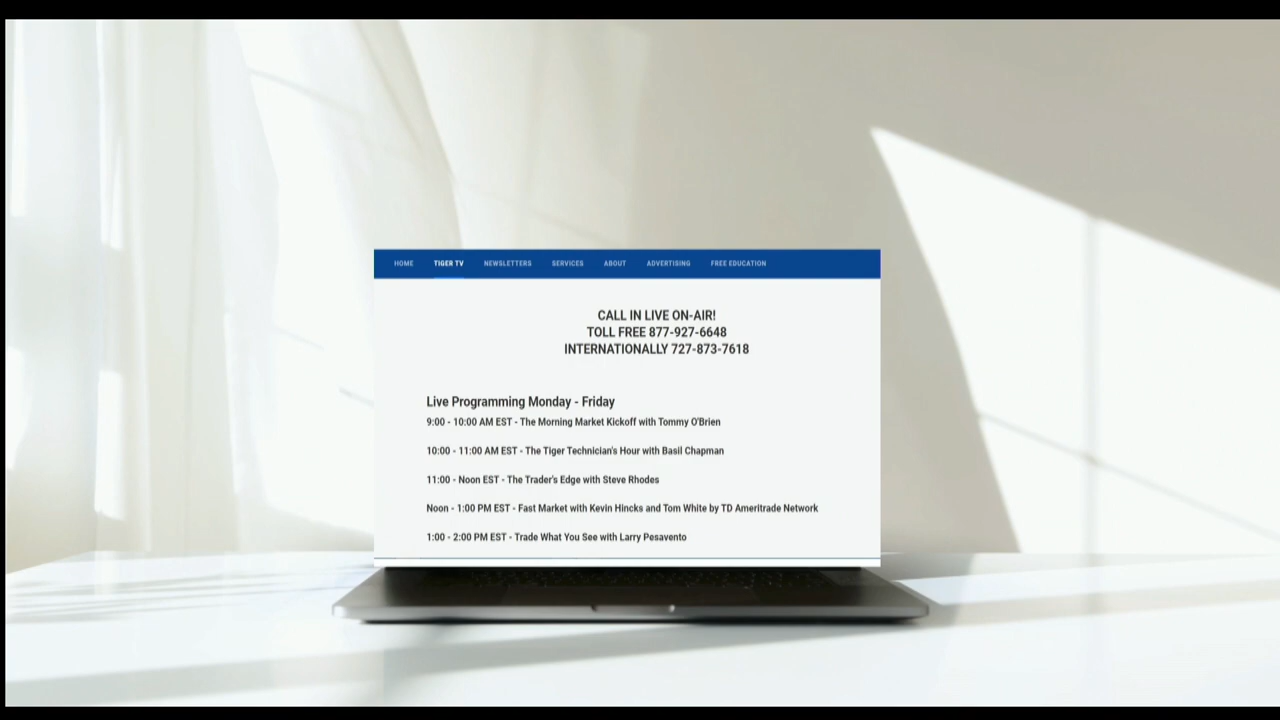 HOME TIGER TV NEWSLETTERS SERVICES ABOUT ADVERTISING FREE EDUCATION
CALL IN LIVE ON-AIR!
TOLL FREE 877-927-6648
INTERNATIONALLY 727-873-7618
Live Programming Monday - Friday
9:00 - 10:00 AM EST - The Morning Market Kickoff with Tommy O'Brien
10:00 - 11:00 AM EST - The Tiger Technician's Hour with Basil Chapman
11:00 - Noon EST - The Trader's Edge with Steve Rhodes
Noon - 1:00 PM EST - Fast Market with Kevin Hincks and Tom White by TD Ameritrade Network
1:00 - 2:00 PM EST - Trade What You See with Larry Pesavento